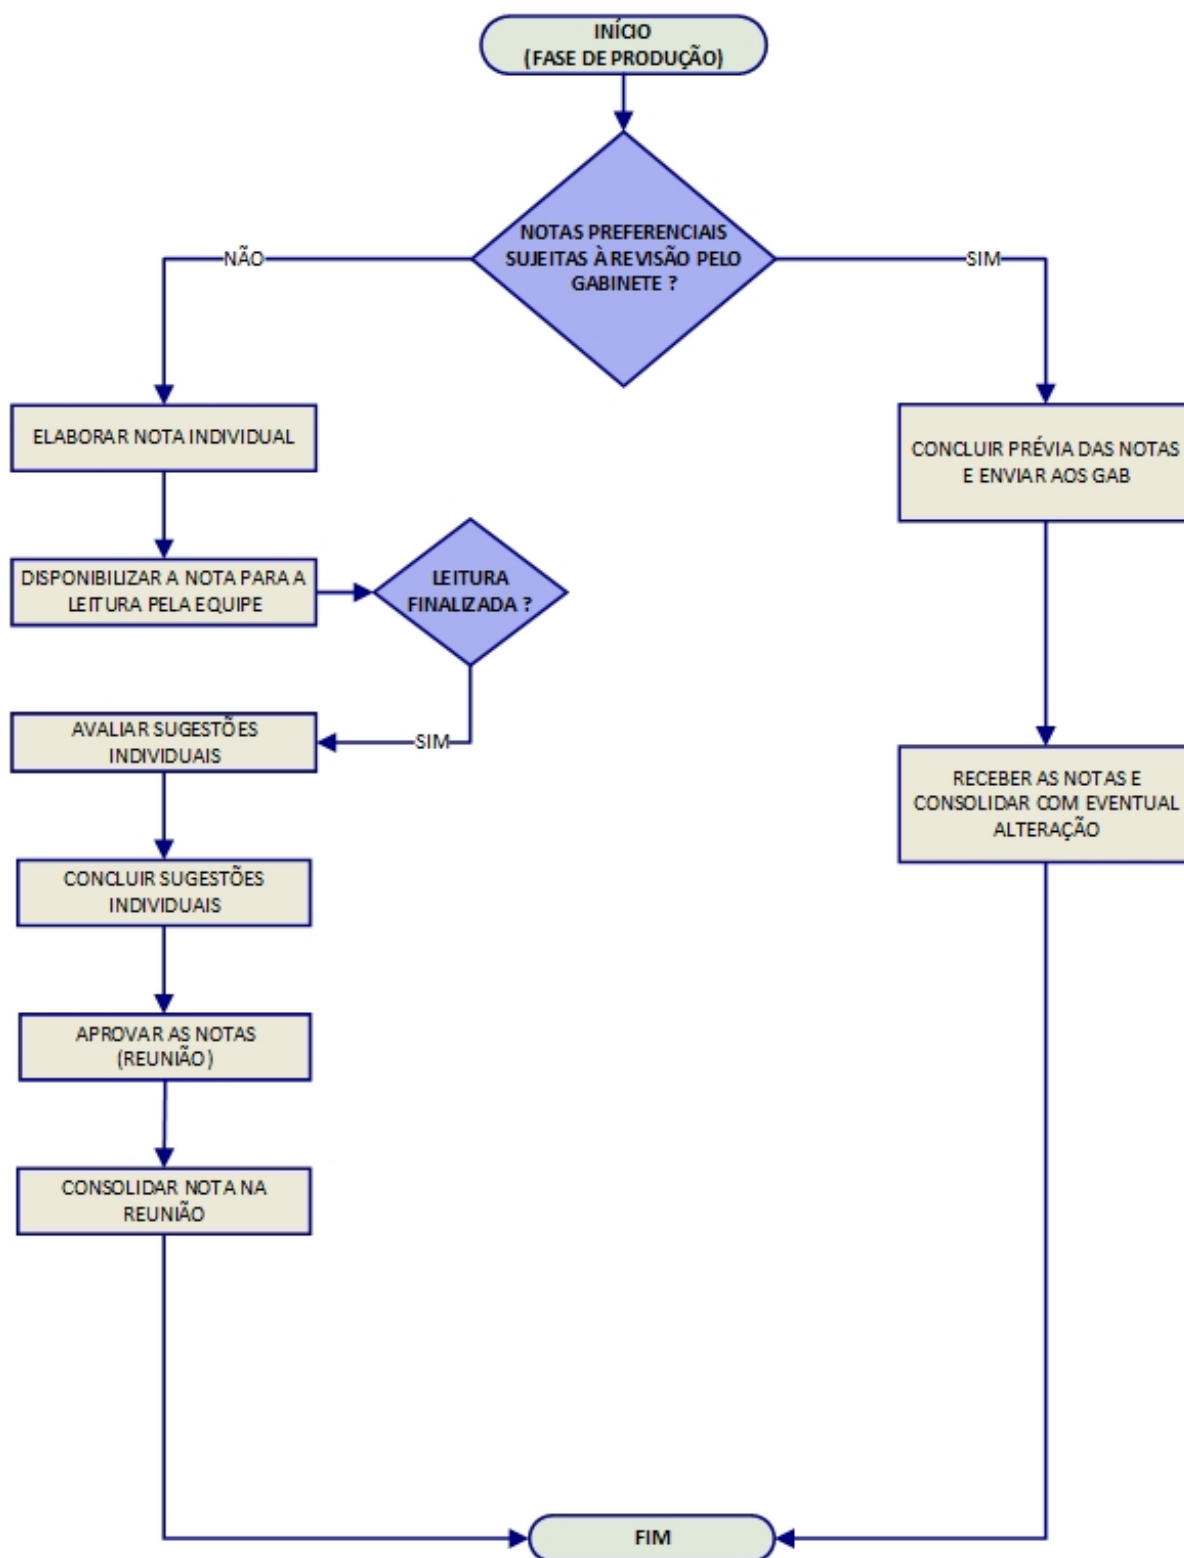 INÍCIO
(FASE DE PRODUÇÃO)
NOTAS PREFERENCIAIS
SUJEITAS À REVISÃO PELO
GABINETE ?
NÃO
SIM
ELABORAR NOTA INDIVIDUAL
CONCLUIR PRÉVIA DAS NOTAS
E ENVIAR AOS GAB
DISPONIBILIZAR A NOTA PARA A
LEITURA PELA EQUIPE
LEITURA
FINALIZADA ?
SIM
AVALIAR SUGESTÕES
INDIVIDUAIS
RECEBER AS NOTAS E
CONSOLIDAR COM EVENTUAL
ALTERAÇÃO
CONCLUIR SUGESTÕES
INDIVIDUAIS
APROVAR AS NOTAS
(REUNIÃO)
CONSOLIDAR NOTA NA
REUNIÃO
FIM